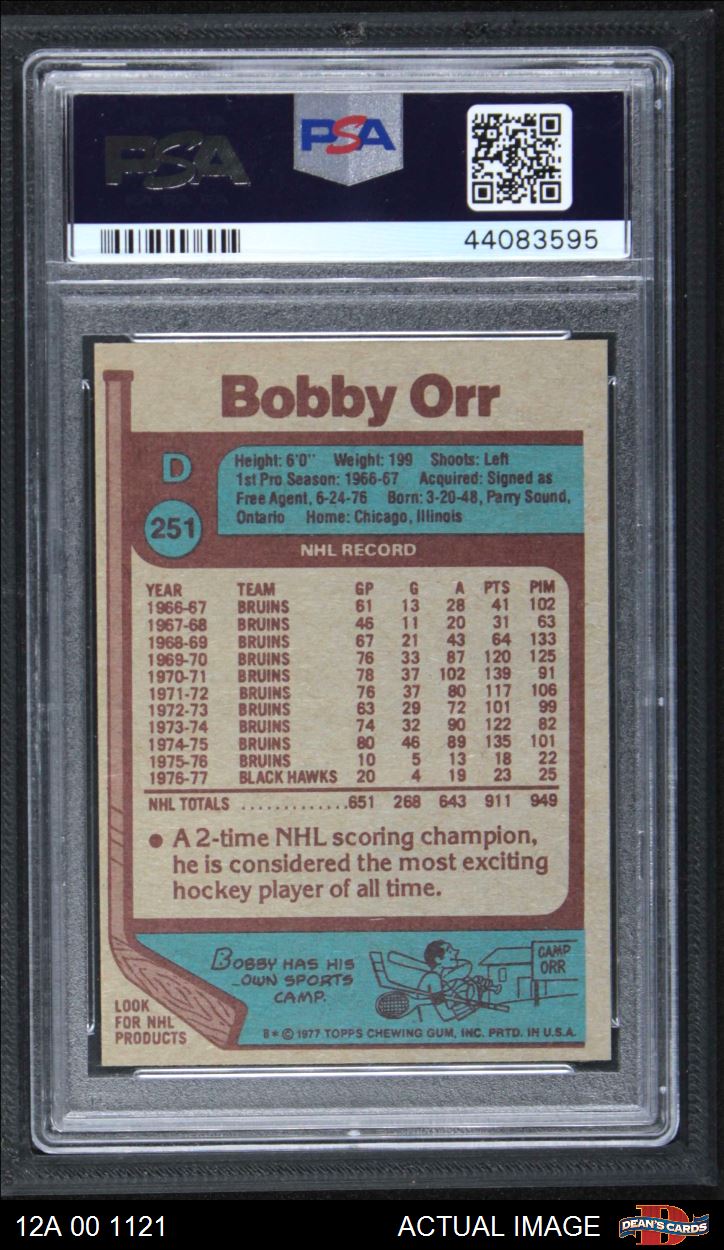 PSA PSA
44083595
Bobby Orr
D
251
Height: 6'0" Weight: 199 Shoots: Left
1st Pro Season: 1966-67 Acquired: Signed as
Free Agent, 6-24-76 Born: 3-20-48, Parry Sound,
Ontario Home: Chicago, Illinois
NHL RECORD
YEAR TEAM GP G A PTS PIM
1966-67 BRUINS 61 13 28 41 102
1967-68 BRUINS 46 11 20 31 63
1968-69 BRUINS 67 21 43 64 133
1969-70 BRUINS 76 33 87 120 125
1970-71 BRUINS 78 37 102 139 91
1971-72 BRUINS 76 37 80 117 106
1972-73 BRUINS 63 29 72 101 99
1973-74 BRUINS 74 32 90 122 82
1974-75 BRUINS 80 46 89 135 101
1975-76 BRUINS 10 5 13 18 22
1976-77 BLACK HAWKS 20 4 19 23 25
NHL TOTALS .............651 268 643 911 949
● A 2-time NHL scoring champion,
he is considered the most exciting
hockey player of all time.
BOBBY HAS HIS
OWN SPORTS
CAMP.
CAMP
ORR
LOOK
FOR NHL
PRODUCTS
8* © 1977 TOPPS CHEWING GUM, INC. PRTD. IN U.S.A.
12A 00 1121 ACTUAL IMAGE DEAN'S CARDS